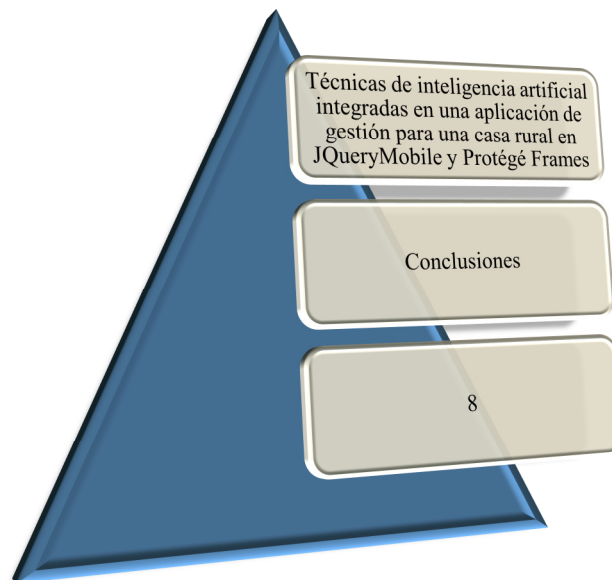 Técnicas de inteligencia artificial
integradas en una aplicación de
gestión para una casa rural en
JQueryMobile y Protégé Frames
Conclusiones
8